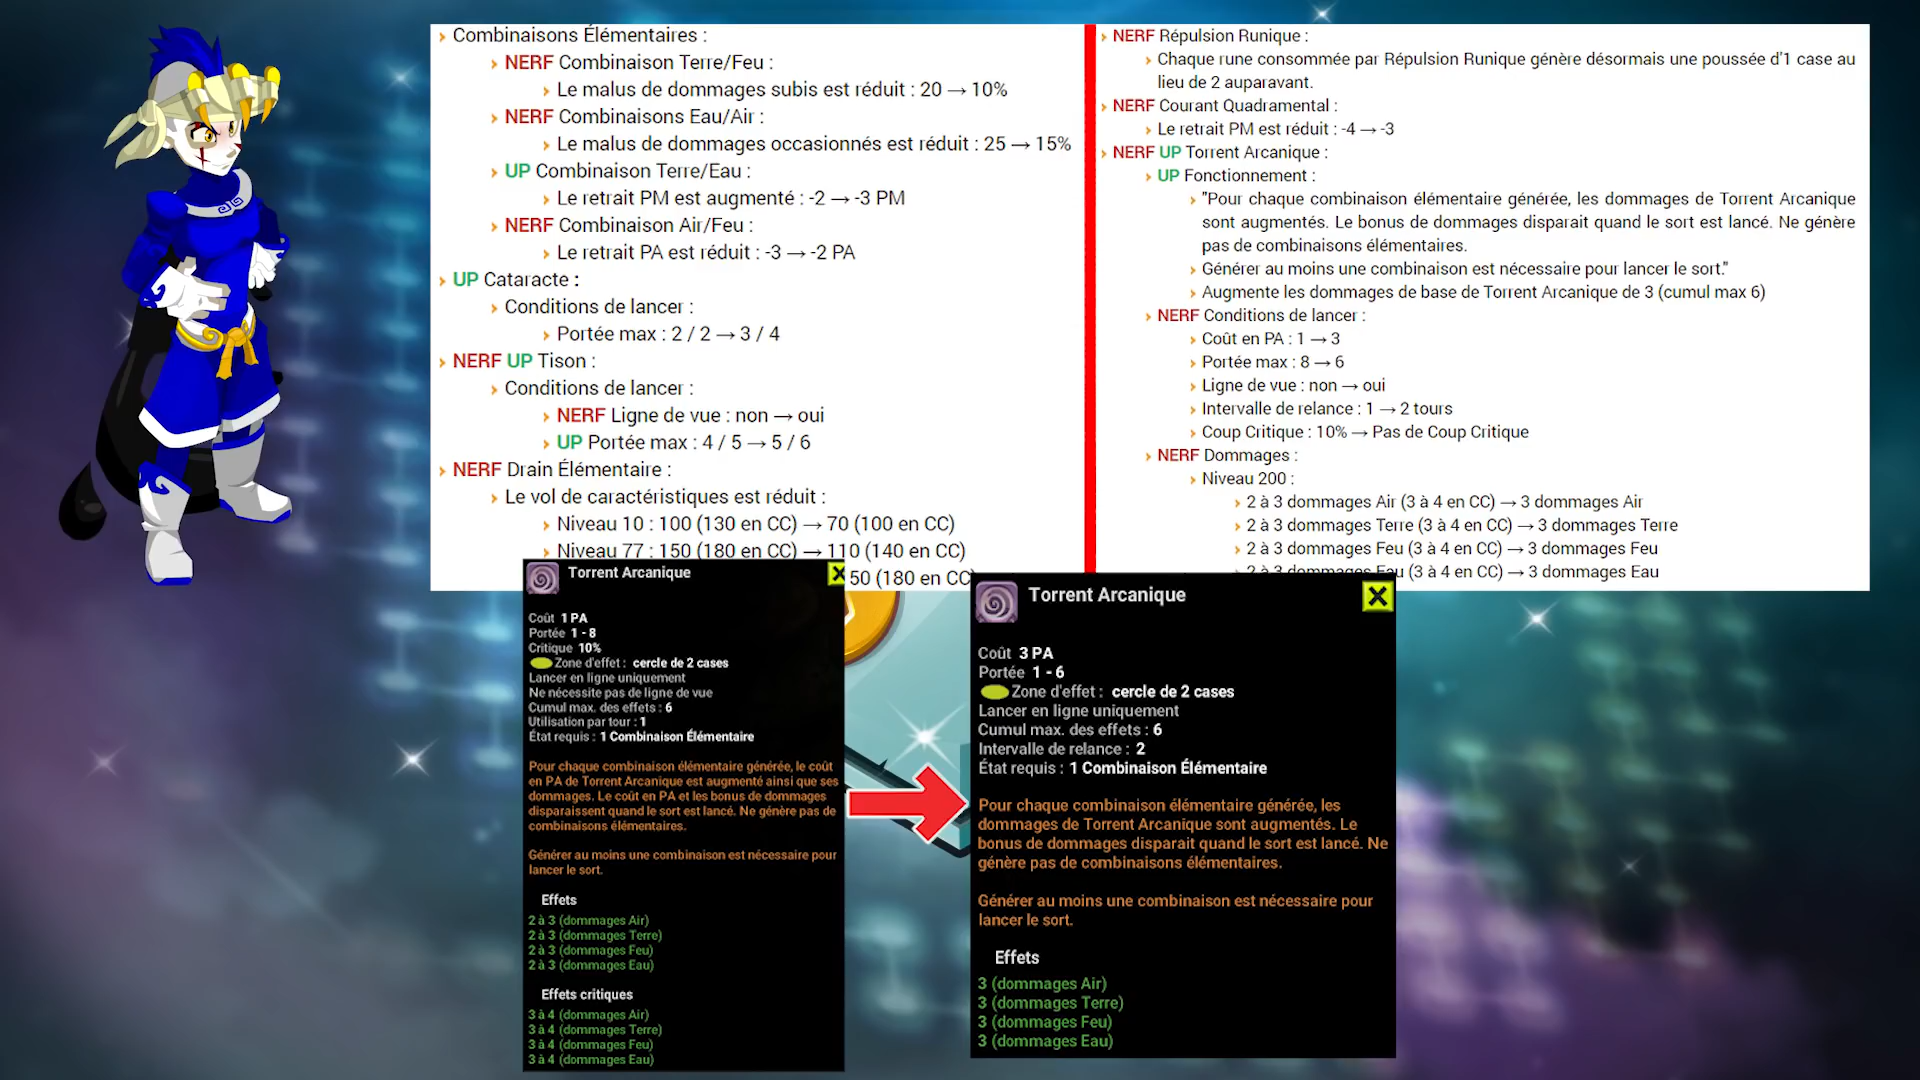 Combinaisons Élémentaires :
NERF Combinaison Terre/Feu :
Le malus de dommages subis est réduit : 20 → 10%
NERF Combinaisons Eau/Air :
Le malus de dommages occasionnés est réduit : 25 → 15%
UP Combinaison Terre/Eau :
Le retrait PM est augmenté : -2 → -3 PM
NERF Combinaison Air/Feu :
Le retrait PA est réduit : -3 → -2 PA
UP Cataracte :
Conditions de lancer :
Portée max : 2 / 2 → 3 / 4
NERF UP Tison :
Conditions de lancer :
NERF Ligne de vue : non → oui
UP Portée max : 4 / 5 → 5 / 6
NERF Drain Élémentaire :
Le vol de caractéristiques est réduit :
Niveau 10 : 100 (130 en CC) → 70 (100 en CC)
Niveau 77 : 150 (180 en CC) → 110 (140 en CC)
50 (180 en CC
NERF Répulsion Runique :
Chaque rune consommée par Répulsion Runique génère désormais une poussée d'1 case au
lieu de 2 auparavant.
NERF Courant Quadramental :
Le retrait PM est réduit : -4 → -3
NERF UP Torrent Arcanique :
UP Fonctionnement :
"Pour chaque combinaison élémentaire générée, les dommages de Torrent Arcanique
sont augmentés. Le bonus de dommages disparait quand le sort est lancé. Ne génère
pas de combinaisons élémentaires.
Générer au moins une combinaison est nécessaire pour lancer le sort."
Augmente les dommages de base de Torrent Arcanique de 3 (cumul max 6)
NERF Conditions de lancer :
Coût en PA : 1 → 3
Portée max : 8 → 6
Ligne de vue : non → oui
Intervalle de relance : 1 → 2 tours
Coup Critique : 10% → Pas de Coup Critique
NERF Dommages :
Niveau 200 :
2 à 3 dommages Air (3 à 4 en CC) → 3 dommages Air
2 à 3 dommages Terre (3 à 4 en CC) → 3 dommages Terre
2 à 3 dommages Feu (3 à 4 en CC) → 3 dommages Feu
2 à 3 dommages Eau (3 à 4 en CC) → 3 dommages Eau
Torrent Arcanique
Coût 1 PA
Portée 1 - 8
Critique 10%
Zone d'effet : cercle de 2 cases
Lancer en ligne uniquement
Ne nécessite pas de ligne de vue
Cumul max. des effets : 6
Utilisation par tour : 1
État requis : 1 Combinaison Élémentaire
Pour chaque combinaison élémentaire générée, le coût
en PA de Torrent Arcanique est augmenté ainsi que ses
dommages. Le coût en PA et les bonus de dommages
disparaissent quand le sort est lancé. Ne génère pas de
combinaisons élémentaires.
Générer au moins une combinaison est nécessaire pour
lancer le sort.
Effets
2 à 3 (dommages Air)
2 à 3 (dommages Terre)
2 à 3 (dommages Feu)
2 à 3 (dommages Eau)
Effets critiques
3 à 4 (dommages Air)
3 à 4 (dommages Terre)
3 à 4 (dommages Feu)
3 à 4 (dommages Eau)
Torrent Arcanique
Coût 3 PA
Portée 1 - 6
Zone d'effet : cercle de 2 cases
Lancer en ligne uniquement
Cumul max. des effets : 6
Intervalle de relance : 2
État requis : 1 Combinaison Élémentaire
Pour chaque combinaison élémentaire générée, les
dommages de Torrent Arcanique sont augmentés. Le
bonus de dommages disparait quand le sort est lancé. Ne
génère pas de combinaisons élémentaires.
Générer au moins une combinaison est nécessaire pour
lancer le sort.
Effets
3 (dommages Air)
3 (dommages Terre)
3 (dommages Feu)
3 (dommages Eau)